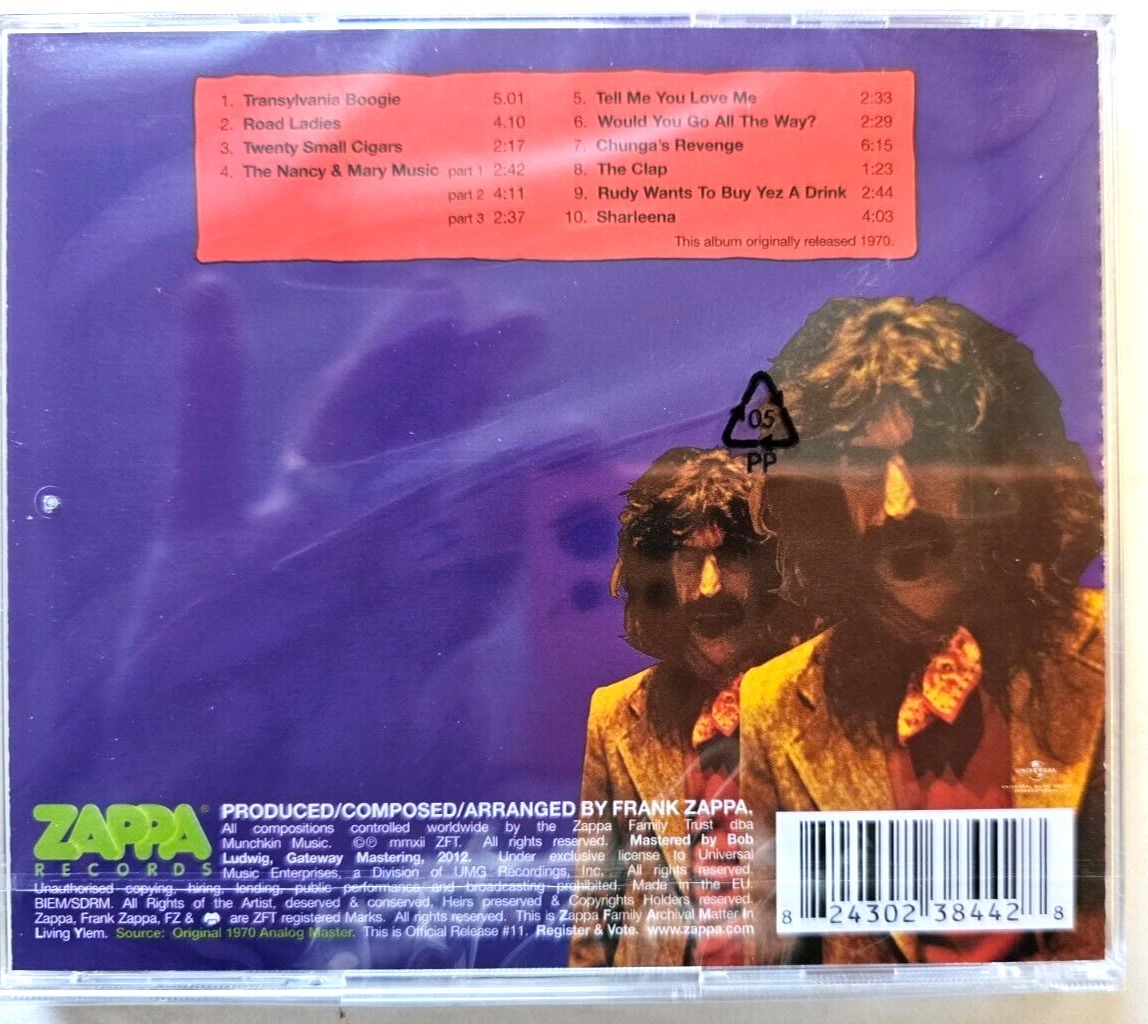 1. Transylvania Boogie 5.01
2. Road Ladies 4.10
3. Twenty Small Cigars 2:17
4. The Nancy & Mary Music part 1 2:42
part 2 4:11
part 3 2:37
5. Tell Me You Love Me 2:33
6. Would You Go All The Way? 2:29
7. Chunga's Revenge 6:15
8. The Clap 1:23
9. Rudy Wants To Buy Yez A Drink 2:44
10. Sharleena 4:03
This album originally released 1970.
05
PP
UNIVERSAL
ZAPPA®
RECORDS
PRODUCED/COMPOSED/ARRANGED BY FRANK ZAPPA.
All compositions controlled worldwide by the Zappa Family Trust dba
Munchkin Music. ©℗ mmxii ZFT. All rights reserved. Mastered by Bob
Ludwig, Gateway Mastering, 2012. Under exclusive license to Universal
Music Enterprises, a Division of UMG Recordings, Inc. All rights reserved.
Unauthorised copying, hiring, lending, public performance and broadcasting prohibited. Made in the EU.
BIEM/SDRM. All Rights of the Artist, deserved & conserved, Heirs preserved & Copyrights Holders reserved.
Zappa, Frank Zappa, FZ & are ZFT registered Marks. All rights reserved. This is Zappa Family Archival Matter In
Living Ylem. Source: Original 1970 Analog Master. This is Official Release #11. Register & Vote. www.zappa.com
8 24302 38442 8